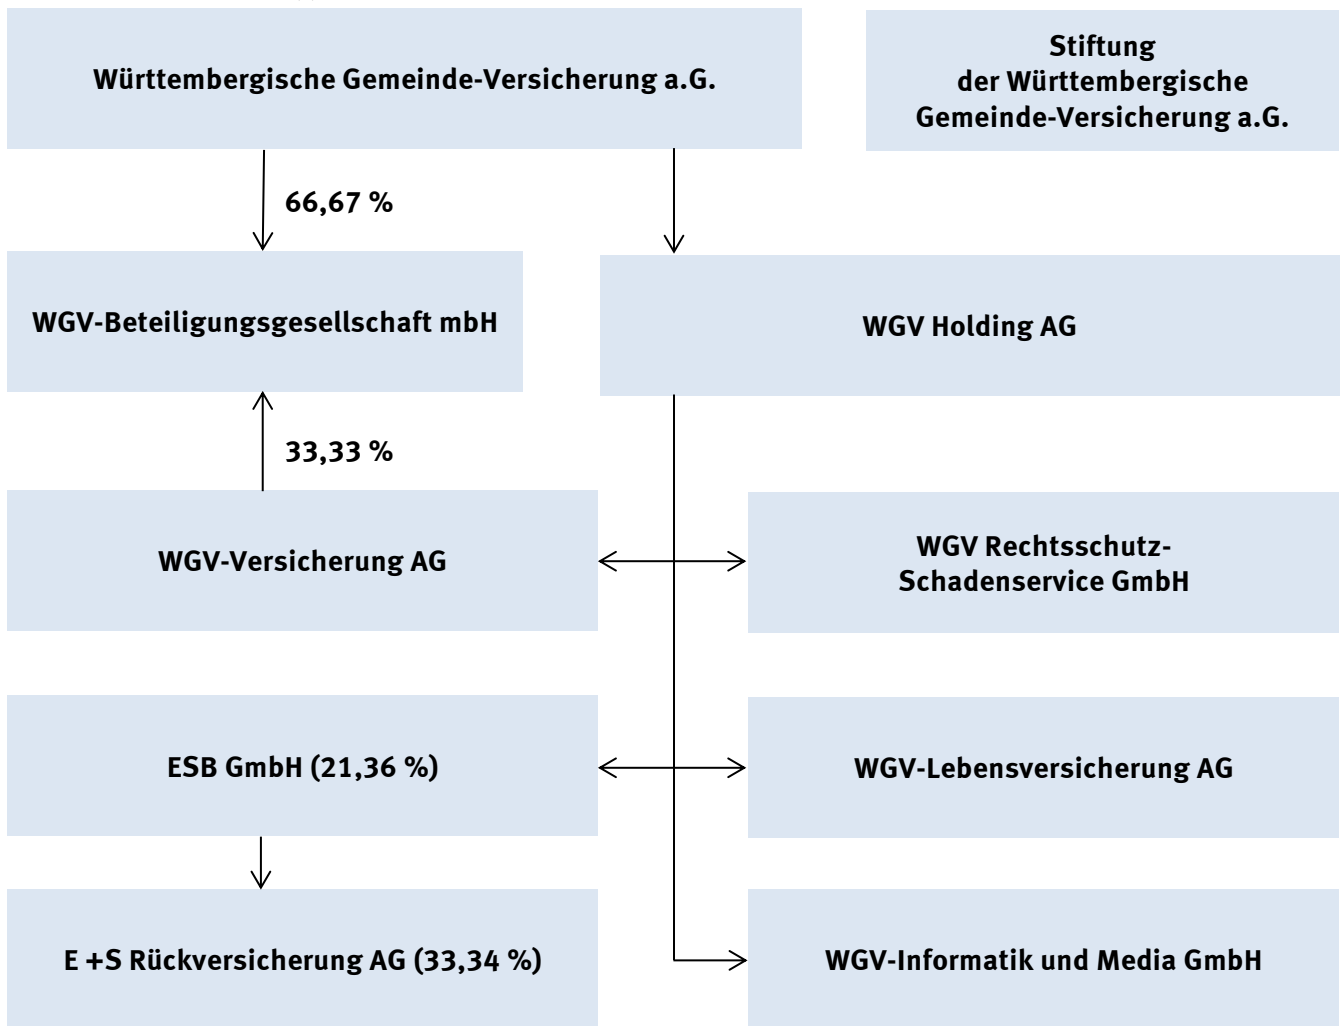 Württembergische Gemeinde-Versicherung a.G.
Stiftung
der Württembergische
Gemeinde-Versicherung a.G.
66,67 %
WGV-Beteiligungsgesellschaft mbH
WGV Holding AG
33,33 %
WGV-Versicherung AG
WGV Rechtsschutz-
Schadenservice GmbH
ESB GmbH (21,36 %)
WGV-Lebensversicherung AG
E +S Rückversicherung AG (33,34 %)
WGV-Informatik und Media GmbH